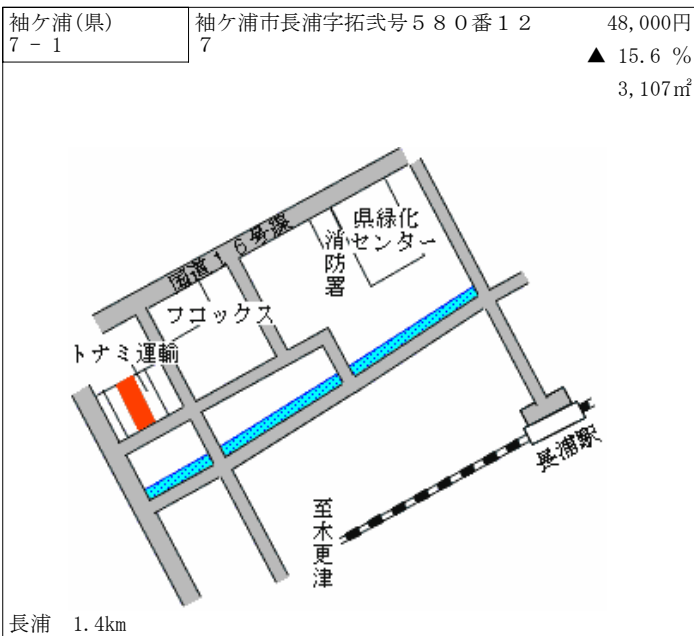 袖ケ浦(県)
7 - 1
袖ケ浦市長浦字拓弐号５８０番１２
7
48,000円
▲ 15.6 %
3,107㎡
国道１６号線
県緑化
センター
消防署
フコックス
トナミ運輸
長浦駅
至木更津
長浦 1.4km